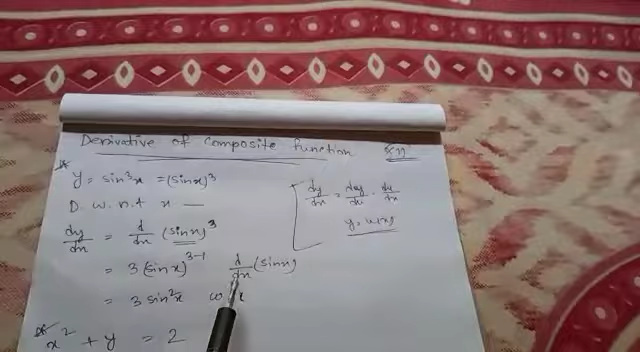 Derivative of composite function
* y = sin³x = (sinx)³
D. w. r. t x —
dy/dx = d/dx (sinx)³
= 3(sinx)³⁻¹ d/dx (sinx)
= 3 sin²x
* x² + y = 2
dy/dx = dy/du · du/dx
y = u(x)